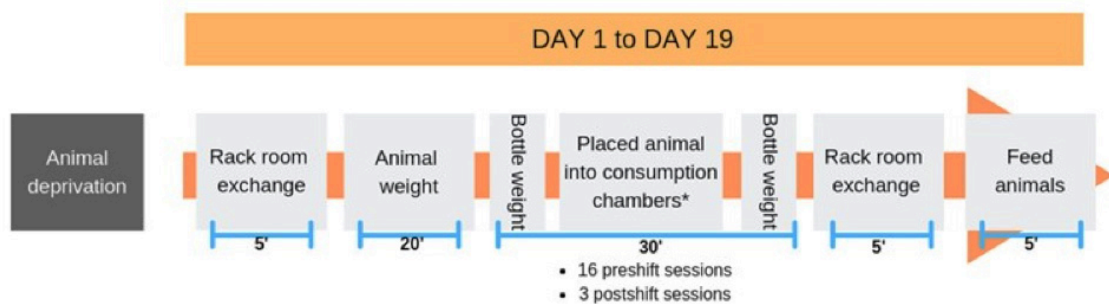 DAY 1 to DAY 19
Animal
deprivation
Rack room
exchange
5'
Animal
weight
20'
Bottle weight
Placed animal
into consumption
chambers*
Bottle weight
30'
• 16 preshift sessions
• 3 postshift sessions
Rack room
exchange
5'
Feed
animals
5'